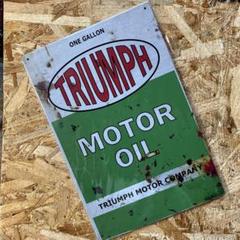 ONE GALLON
TRIUMPH
MOTOR
OIL
TRIUMPH MOTOR COMPANY